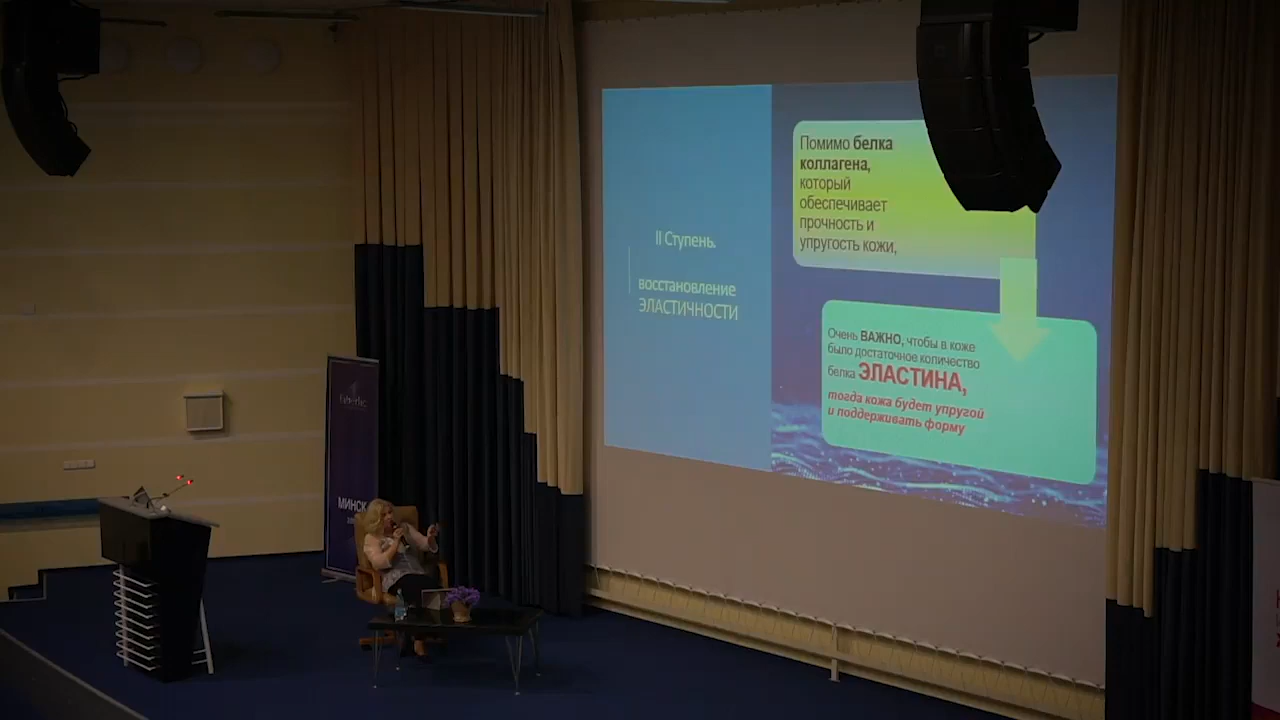 II Ступень.
восстановление
ЭЛАСТИЧНОСТИ
Помимо белка
коллагена,
который
обеспечивает
прочность и
упругость кожи,
Очень ВАЖНО, чтобы в коже
было достаточное количество
белка ЭЛАСТИНА,
тогда кожа будет упругой
и поддерживать форму
faberlic
МИНСК